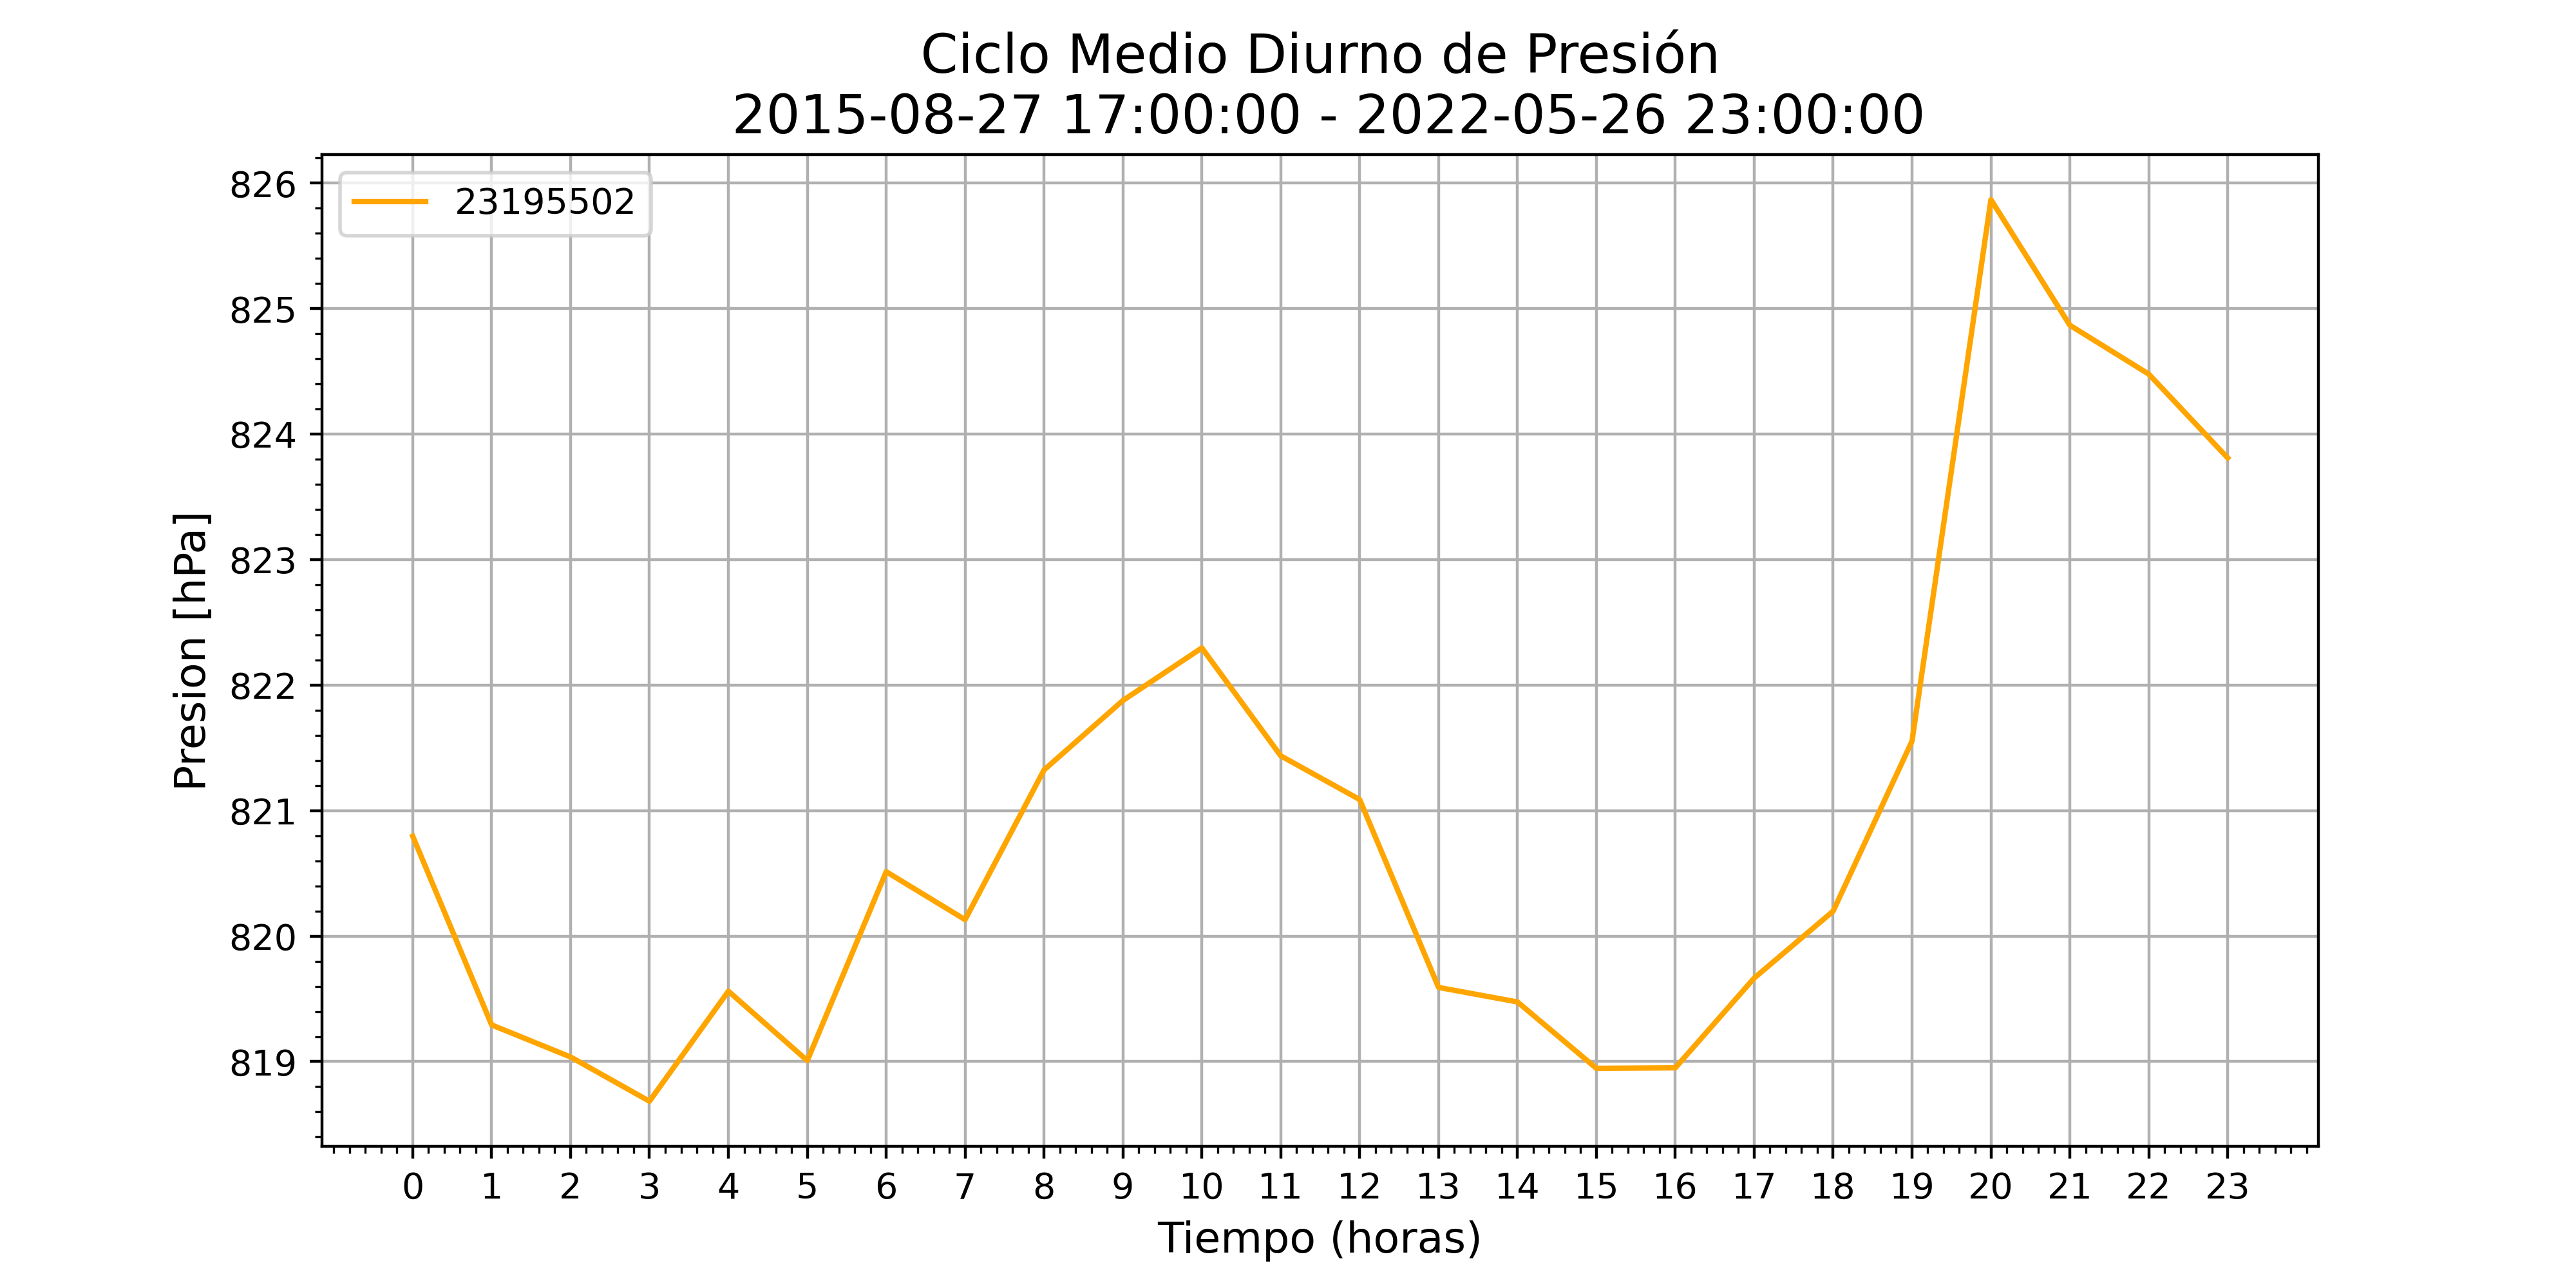 Ciclo Medio Diurno de Presión
2015-08-27 17:00:00 - 2022-05-26 23:00:00
23195502
Presion [hPa]
826
825
824
823
822
821
820
819
0 1 2 3 4 5 6 7 8 9 10 11 12 13 14 15 16 17 18 19 20 21 22 23
Tiempo (horas)